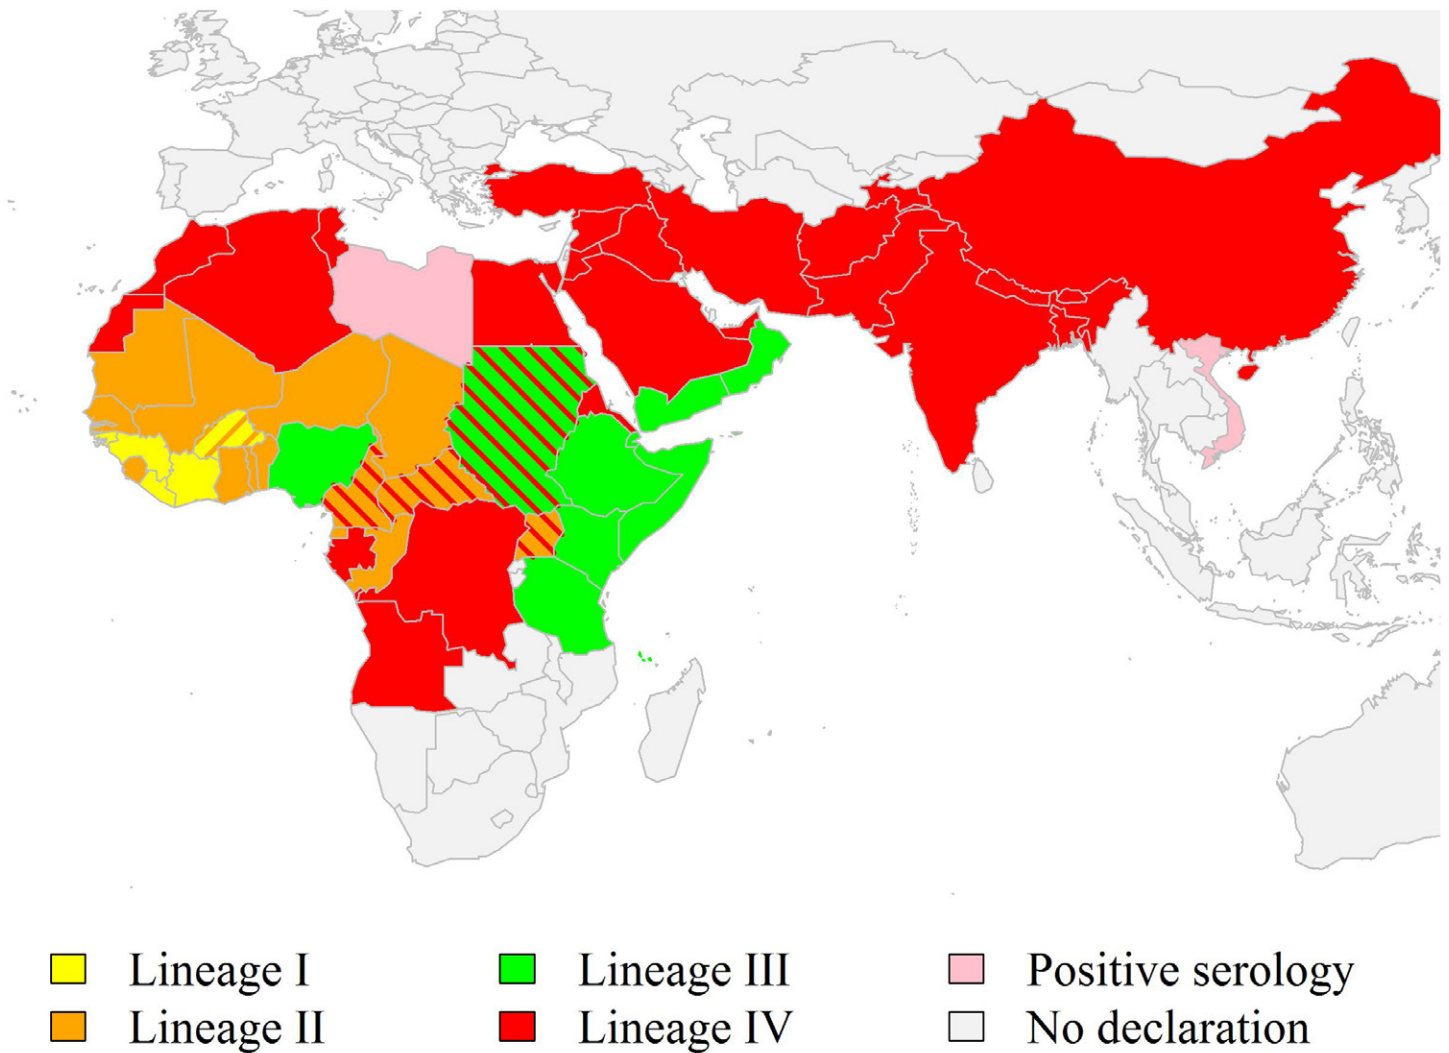 Lineage I
Lineage III
Positive serology
Lineage II
Lineage IV
No declaration